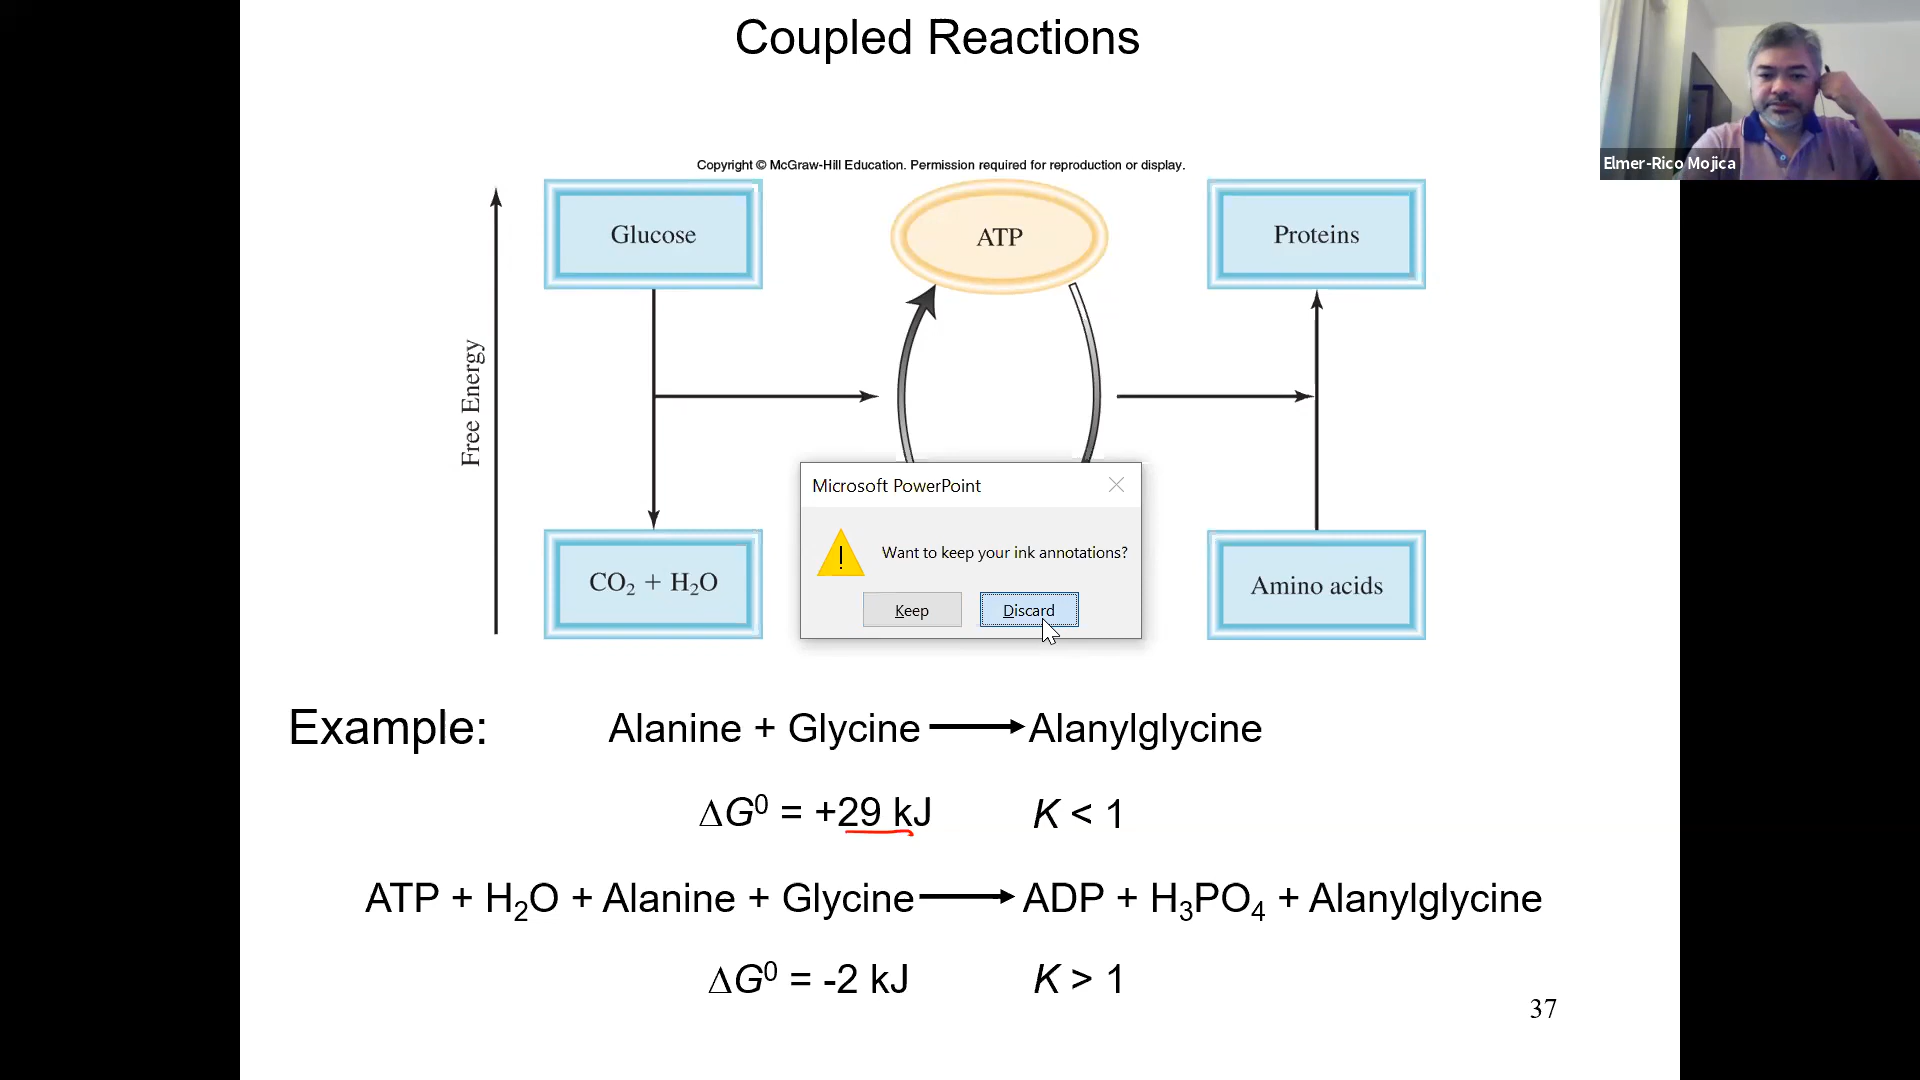 Coupled Reactions
Elmer-Rico Mojica
Copyright © McGraw-Hill Education. Permission required for reproduction or display.
Glucose
ATP
Proteins
Free Energy
Microsoft PowerPoint
Want to keep your ink annotations?
Keep
Discard
CO₂ + H₂O
Amino acids
Example:
Alanine + Glycine ⟶ Alanylglycine
ΔG⁰ = +29 kJ
K < 1
ATP + H₂O + Alanine + Glycine ⟶ ADP + H₃PO₄ + Alanylglycine
ΔG⁰ = -2 kJ
K > 1
37